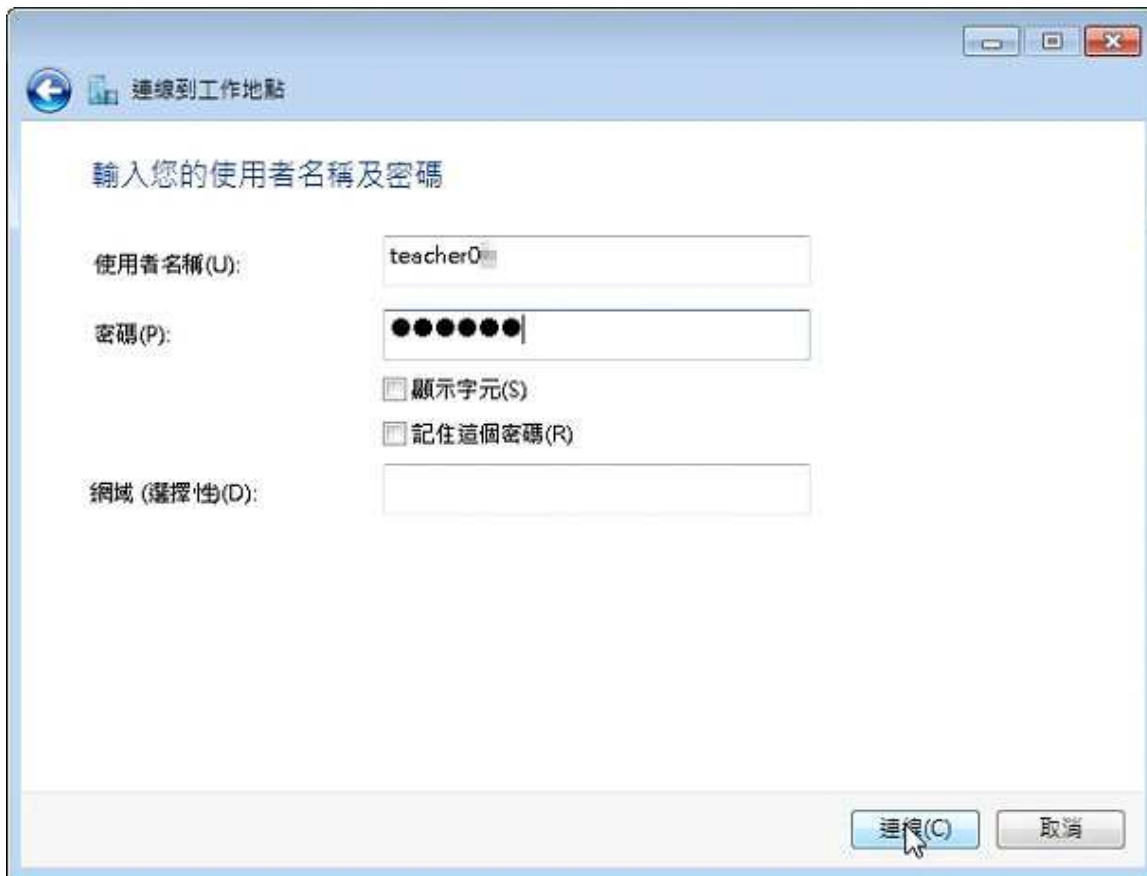 連線到工作地點
輸入您的使用者名稱及密碼
使用者名稱(U):
teacher0
密碼(P):
●●●●●●
顯示字元(S)
記住這個密碼(R)
網域 (選擇性)(D):
連線(C)
取消